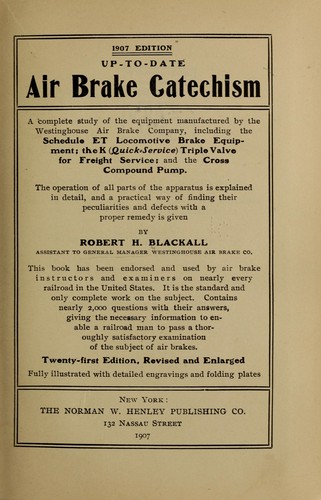 1907 EDITION
UP-TO-DATE
Air Brake Catechism
A complete study of the equipment manufactured by the
Westinghouse Air Brake Company, including the
Schedule ET Locomotive Brake Equip-
ment; the K (Quick-Service) Triple Valve
for Freight Service; and the Cross
Compound Pump.
The operation of all parts of the apparatus is explained
in detail, and a practical way of finding their
peculiarities and defects with a
proper remedy is given
BY
ROBERT H. BLACKALL
ASSISTANT TO GENERAL MANAGER WESTINGHOUSE AIR BRAKE CO.
This book has been endorsed and used by air brake
instructors and examiners on nearly every
railroad in the United States. It is the standard and
only complete work on the subject. Contains
nearly 2,000 questions with their answers,
giving the necessary information to en-
able a railroad man to pass a thor-
oughly satisfactory examination
of the subject of air brakes.
Twenty-first Edition, Revised and Enlarged
Fully illustrated with detailed engravings and folding plates
NEW YORK:
THE NORMAN W. HENLEY PUBLISHING CO.
132 NASSAU STREET
1907